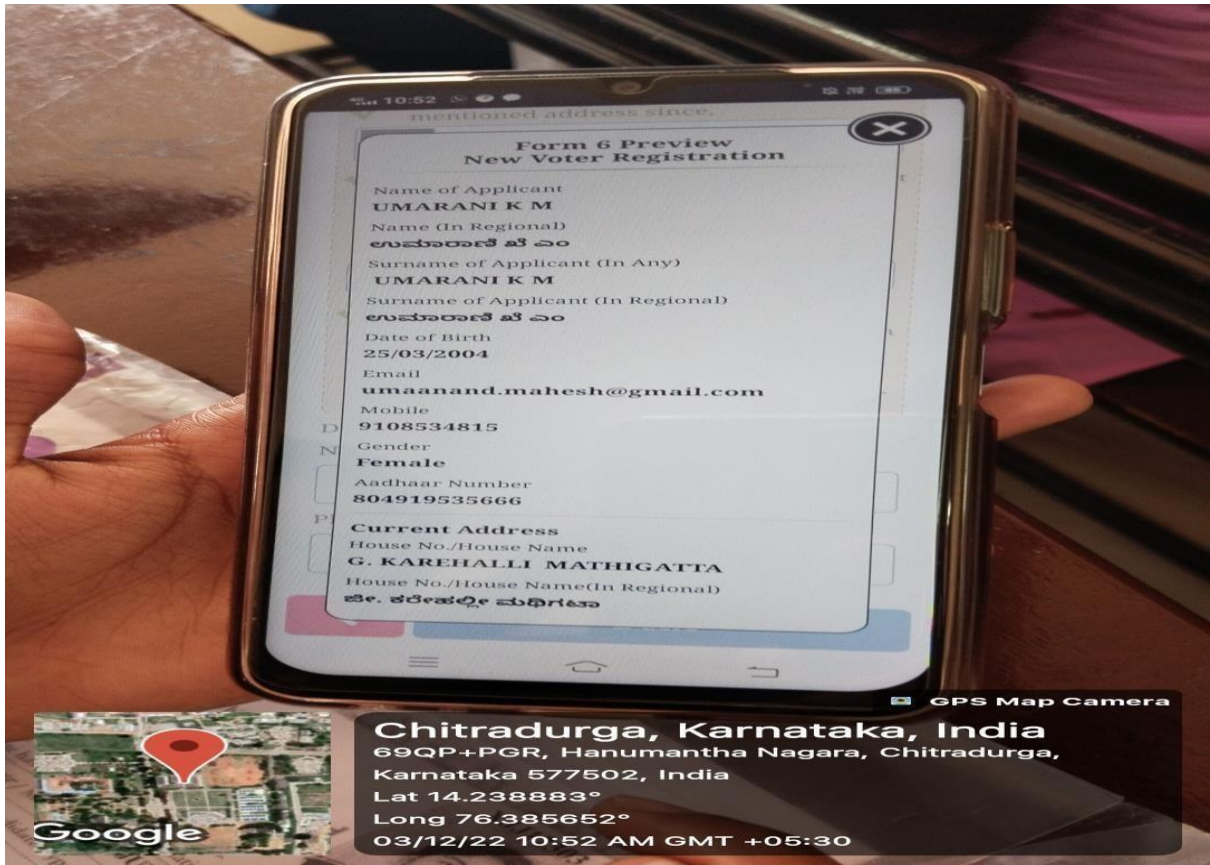 10:52
mentioned address since.
Form 6 Preview
New Voter Registration
Name of Applicant
UMARANI K M
Name (In Regional)
ಉಮಾರಾಣಿ ಖೆ ಎಂ
Surname of Applicant (In Any)
UMARANI K M
Surname of Applicant (In Regional)
ಉಮಾರಾಣಿ ಖೆ ಎಂ
Date of Birth
25/03/2004
Email
umaanand.mahesh@gmail.com
Mobile
9108534815
Gender
Female
Aadhaar Number
804919535666
Current Address
House No./House Name
G. KAREHALLI MATHIGATTA
House No./House Name(In Regional)
ಜೀ. ಕರೇಹಲ್ಲೀ ಮಥಿಗಟಾ
GPS Map Camera
Chitradurga, Karnataka, India
69QP+PGR, Hanumantha Nagara, Chitradurga,
Karnataka 577502, India
Lat 14.238883°
Long 76.385652°
03/12/22 10:52 AM GMT +05:30
Google